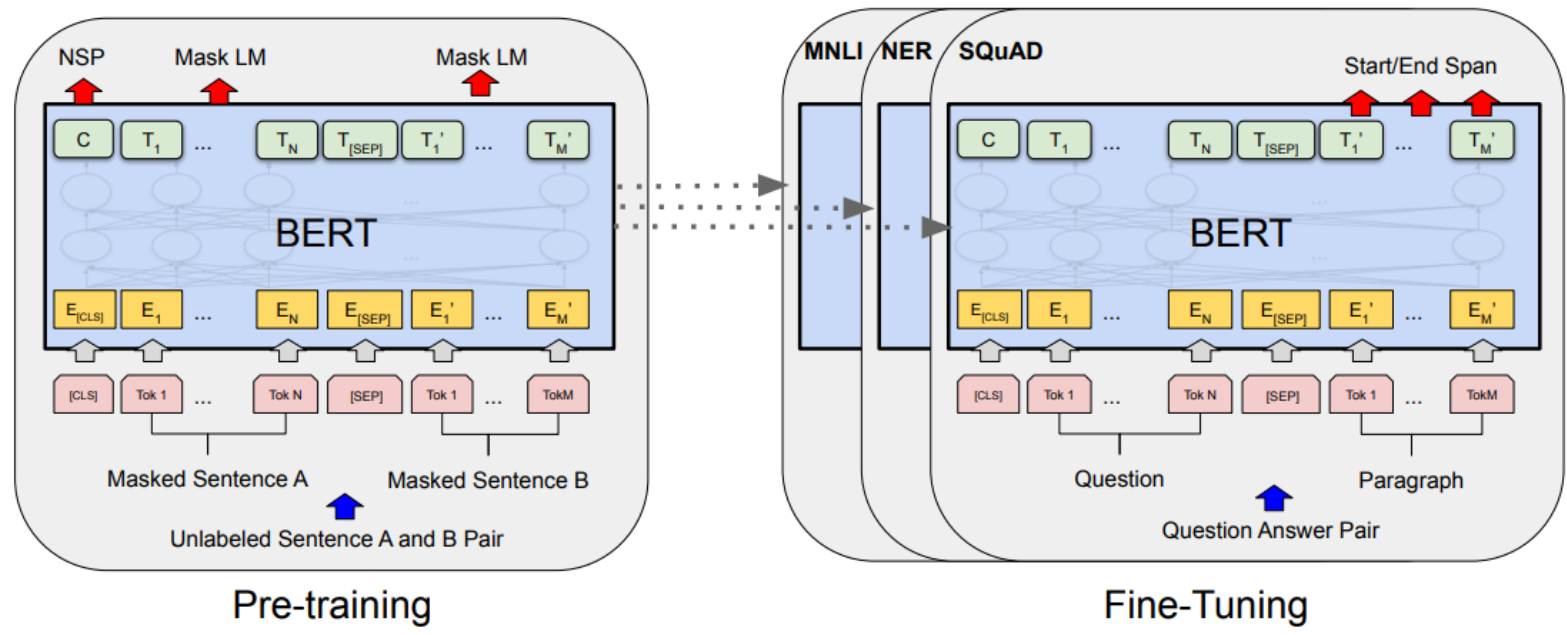 NSP Mask LM Mask LM
C T1 ... TN T[SEP] T1' ... TM'
...
BERT
...
E[CLS] E1 ... EN E[SEP] E1' ... EM'
[CLS] Tok 1 ... Tok N [SEP] Tok 1 ... TokM
Masked Sentence A Masked Sentence B
Unlabeled Sentence A and B Pair
Pre-training
MNLI NER SQuAD
Start/End Span
C T1 ... TN T[SEP] T1' ... TM'
...
BERT
...
E[CLS] E1 ... EN E[SEP] E1' ... EM'
[CLS] Tok 1 ... Tok N [SEP] Tok 1 ... TokM
Question Paragraph
Question Answer Pair
Fine-Tuning